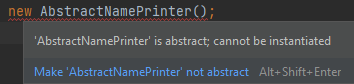 new AbstractNamePrinter();
'AbstractNamePrinter' is abstract; cannot be instantiated
Make 'AbstractNamePrinter' not abstract Alt+Shift+Enter